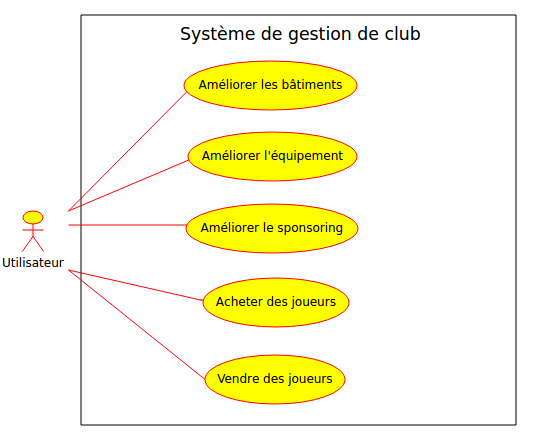 Système de gestion de club
Améliorer les bâtiments
Améliorer l'équipement
Améliorer le sponsoring
Utilisateur
Acheter des joueurs
Vendre des joueurs